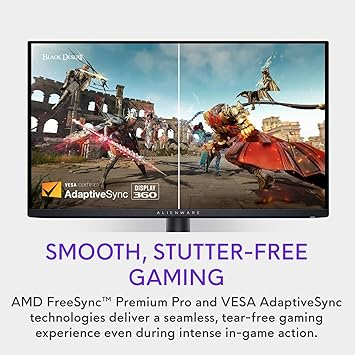 BLACK DESERT
VESA CERTIFIED
AdaptiveSync
DISPLAY
360
ALIENWARE
SMOOTH, STUTTER-FREE
GAMING
AMD FreeSync™ Premium Pro and VESA AdaptiveSync
technologies deliver a seamless, tear-free gaming
experience even during intense in-game action.